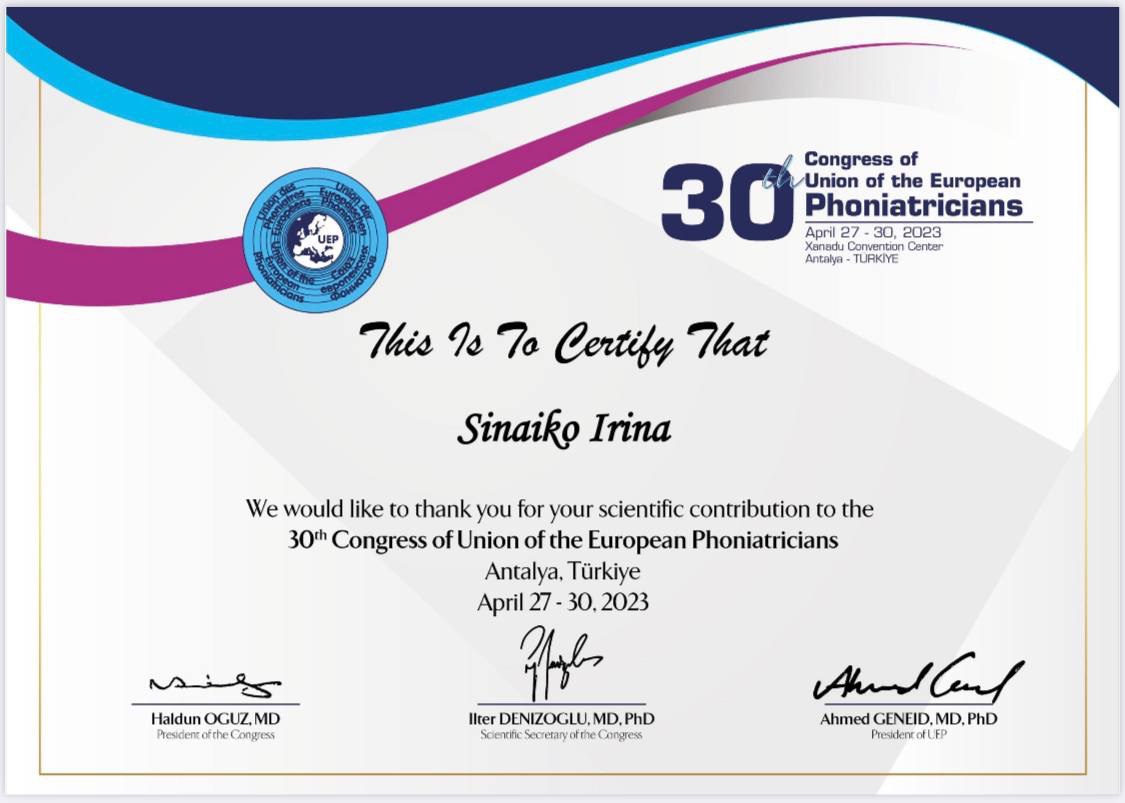 30th
Congress of
Union of the European
Phoniatricians
April 27 - 30, 2023
Xanadu Convention Center
Antalya - TÜRKİYE
Union des
Phoniatres
Européens
Union der
Europäischen
Phoniater
UEP
Union of the
European
Phoniatricians
Союз
европейских
фониатров
This Is To Certify That
Sinaiko Irina
We would like to thank you for your scientific contribution to the
30th Congress of Union of the European Phoniatricians
Antalya, Türkiye
April 27 - 30, 2023
Haldun OGUZ, MD
President of the Congress
Ilter DENIZOGLU, MD, PhD
Scientific Secretary of the Congress
Ahmed GENEID, MD, PhD
President of UEP